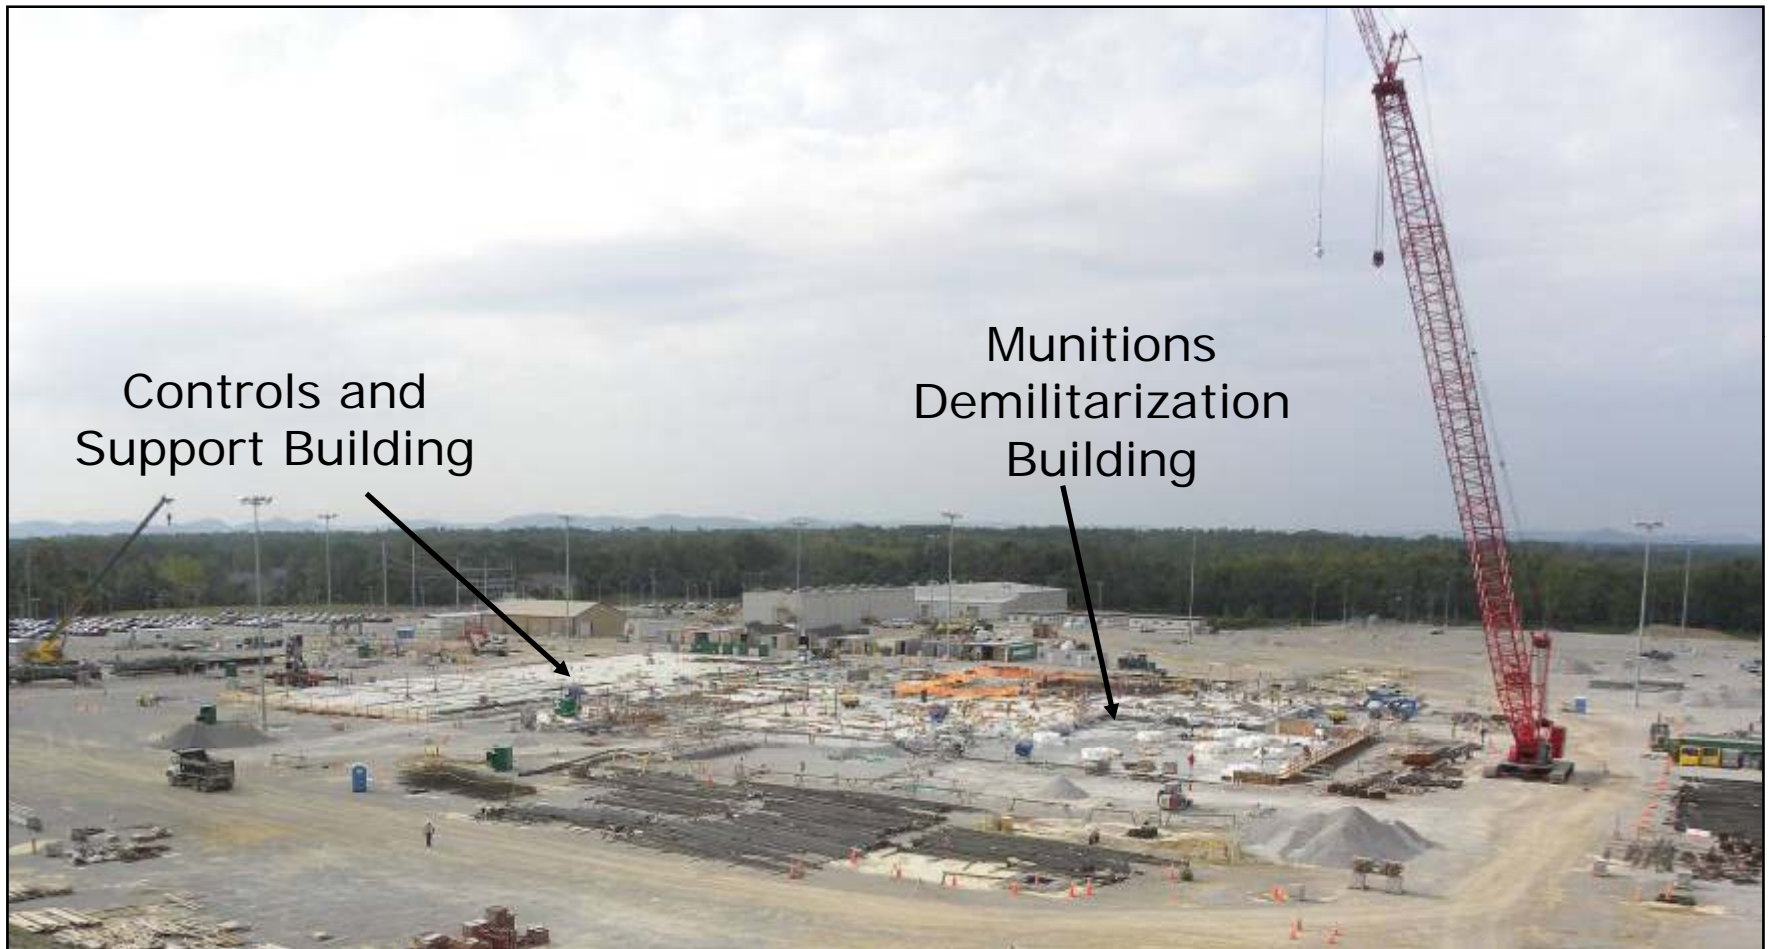 Controls and
Support Building
Munitions
Demilitarization
Building